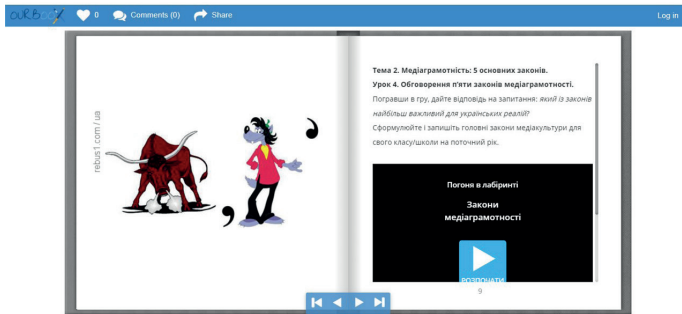 OURBOOX
0
Comments (0)
Share
Log in
rebus1.com / ua
Тема 2. Медіаграмотність: 5 основних законів.
Урок 4. Обговорення п'яти законів медіаграмотності.
Погравши в гру, дайте відповідь на запитання: який із законів
найбільш важливий для українських реалій?
Сформулюйте і запишіть головні закони медіакультури для
свого класу/школи на поточний рік.
Погоня в лабіринті
Закони
медіаграмотності
РОЗПОЧАТИ
9